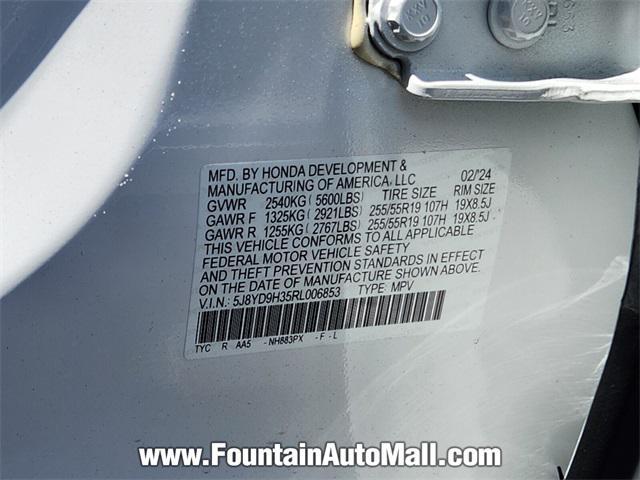 MFD. BY HONDA DEVELOPMENT & 02/24
MANUFACTURING OF AMERICA, LLC
GVWR 2540KG ( 5600LBS) TIRE SIZE RIM SIZE
GAWR F 1325KG ( 2921LBS) 255/55R19 107H 19X8.5J
GAWR R 1255KG ( 2767LBS) 255/55R19 107H 19X8.5J
THIS VEHICLE CONFORMS TO ALL APPLICABLE
FEDERAL MOTOR VEHICLE SAFETY
AND THEFT PREVENTION STANDARDS IN EFFECT
ON THE DATE OF MANUFACTURE SHOWN ABOVE.
V.I.N.: 5J8YD9H35RL006853 TYPE: MPV
TYC R AA5 -NH883PX -F-L
www.FountainAutoMall.com